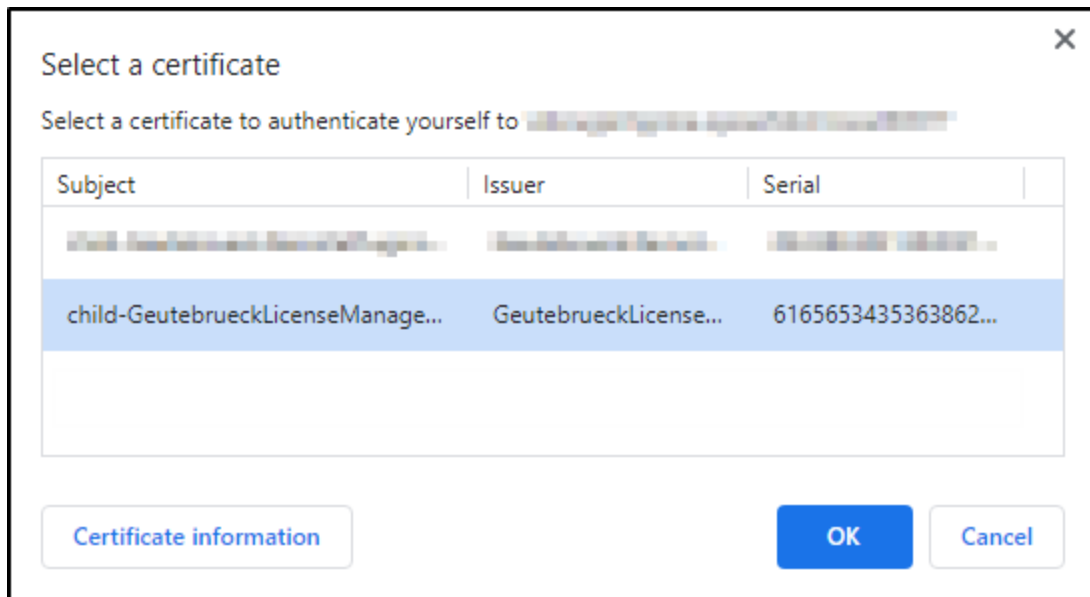 Select a certificate
Select a certificate to authenticate yourself to
Subject Issuer Serial
child-GeutebrueckLicenseManage... GeutebrueckLicense... 6165653435363862...
Certificate information OK Cancel